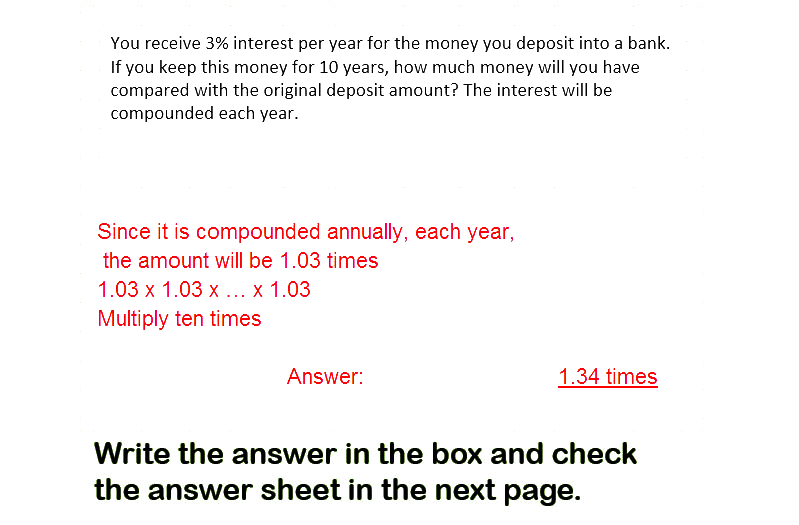 You receive 3% interest per year for the money you deposit into a bank.
If you keep this money for 10 years, how much money will you have
compared with the original deposit amount? The interest will be
compounded each year.
Since it is compounded annually, each year,
the amount will be 1.03 times
1.03 x 1.03 x ... x 1.03
Multiply ten times
Answer: 1.34 times
Write the answer in the box and check
the answer sheet in the next page.